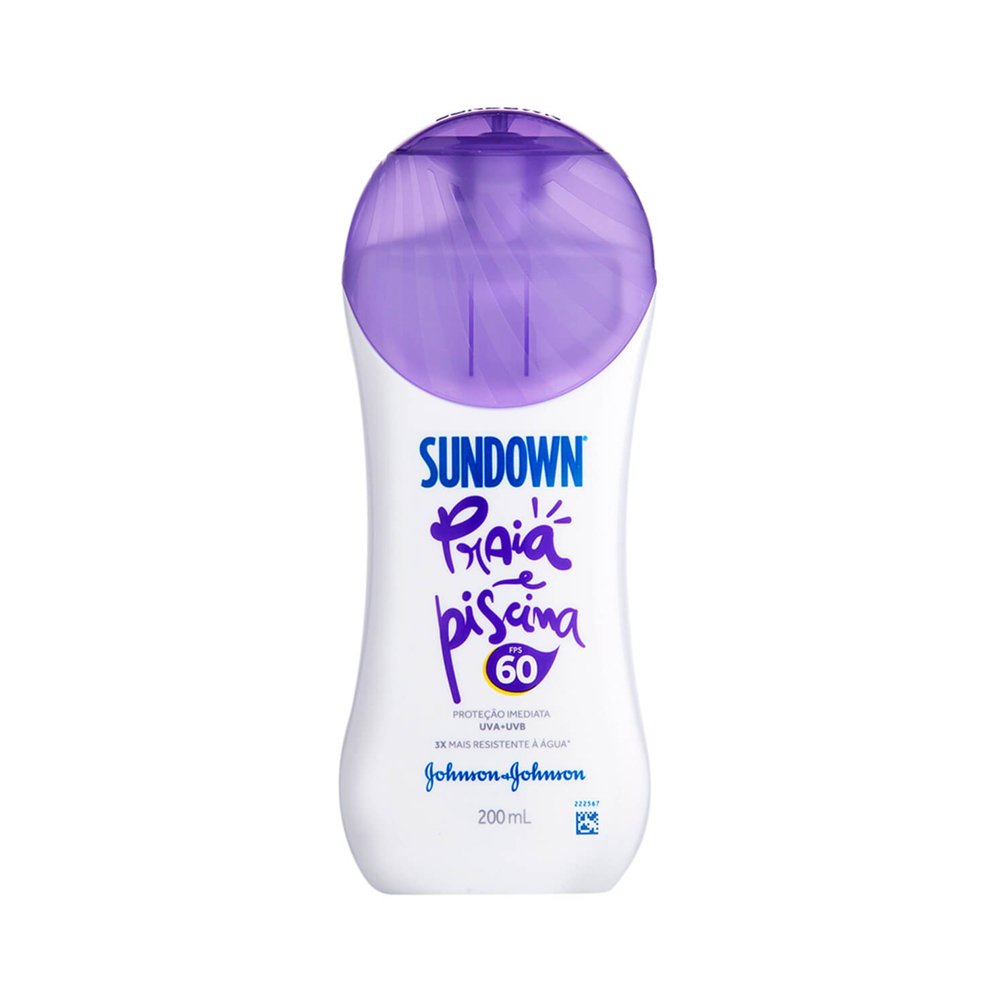 SUNDOWN®
Praia
e
piscina
FPS
60
PROTEÇÃO IMEDIATA
UVA+UVB
3X MAIS RESISTENTE À ÁGUA*
Johnson+Johnson
222567
200 mL